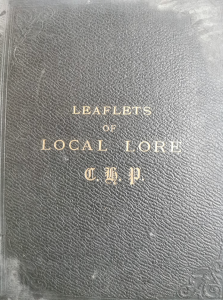 LEAFLETS
OF
LOCAL LORE
C. H. P.